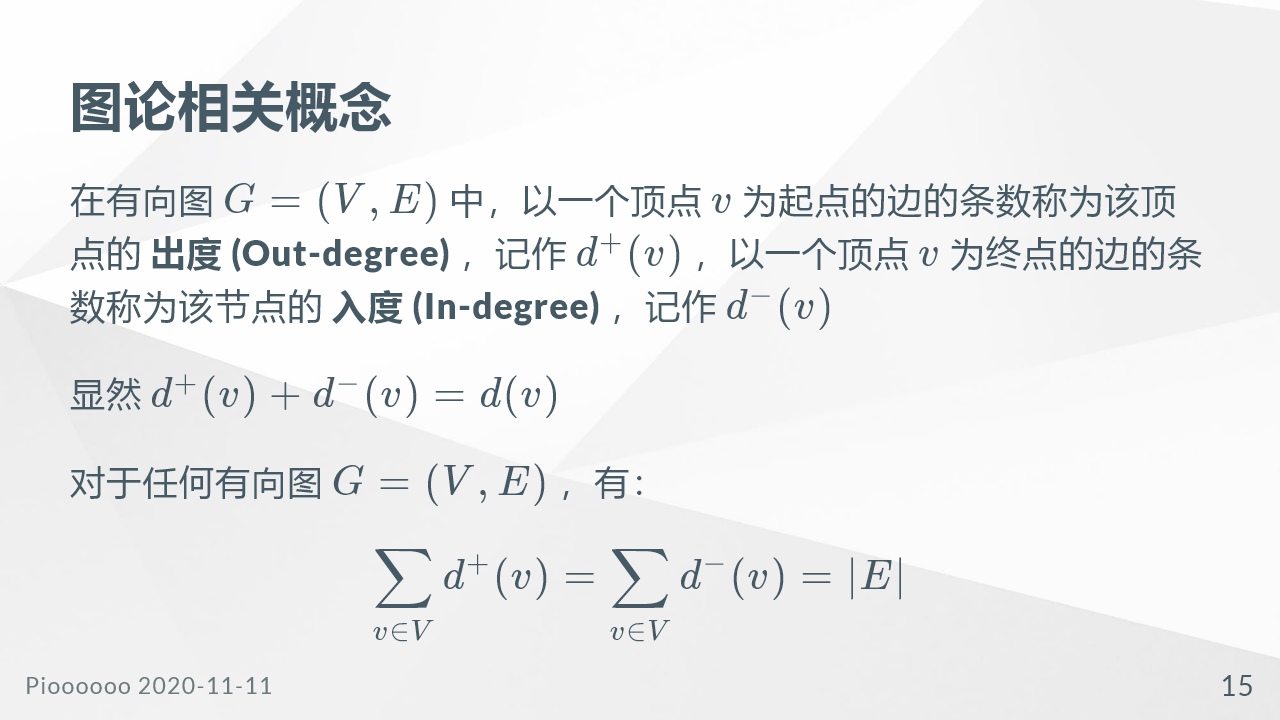 图论相关概念
在有向图 G = (V, E) 中，以一个顶点 v 为起点的边的条数称为该顶
点的 出度 (Out-degree) ，记作 d⁺(v) ，以一个顶点 v 为终点的边的条
数称为该节点的 入度 (In-degree) ，记作 d⁻(v)
显然 d⁺(v) + d⁻(v) = d(v)
对于任何有向图 G = (V, E) ，有：
∑_{v∈V} d⁺(v) = ∑_{v∈V} d⁻(v) = |E|
Pioooooo 2020-11-11
15